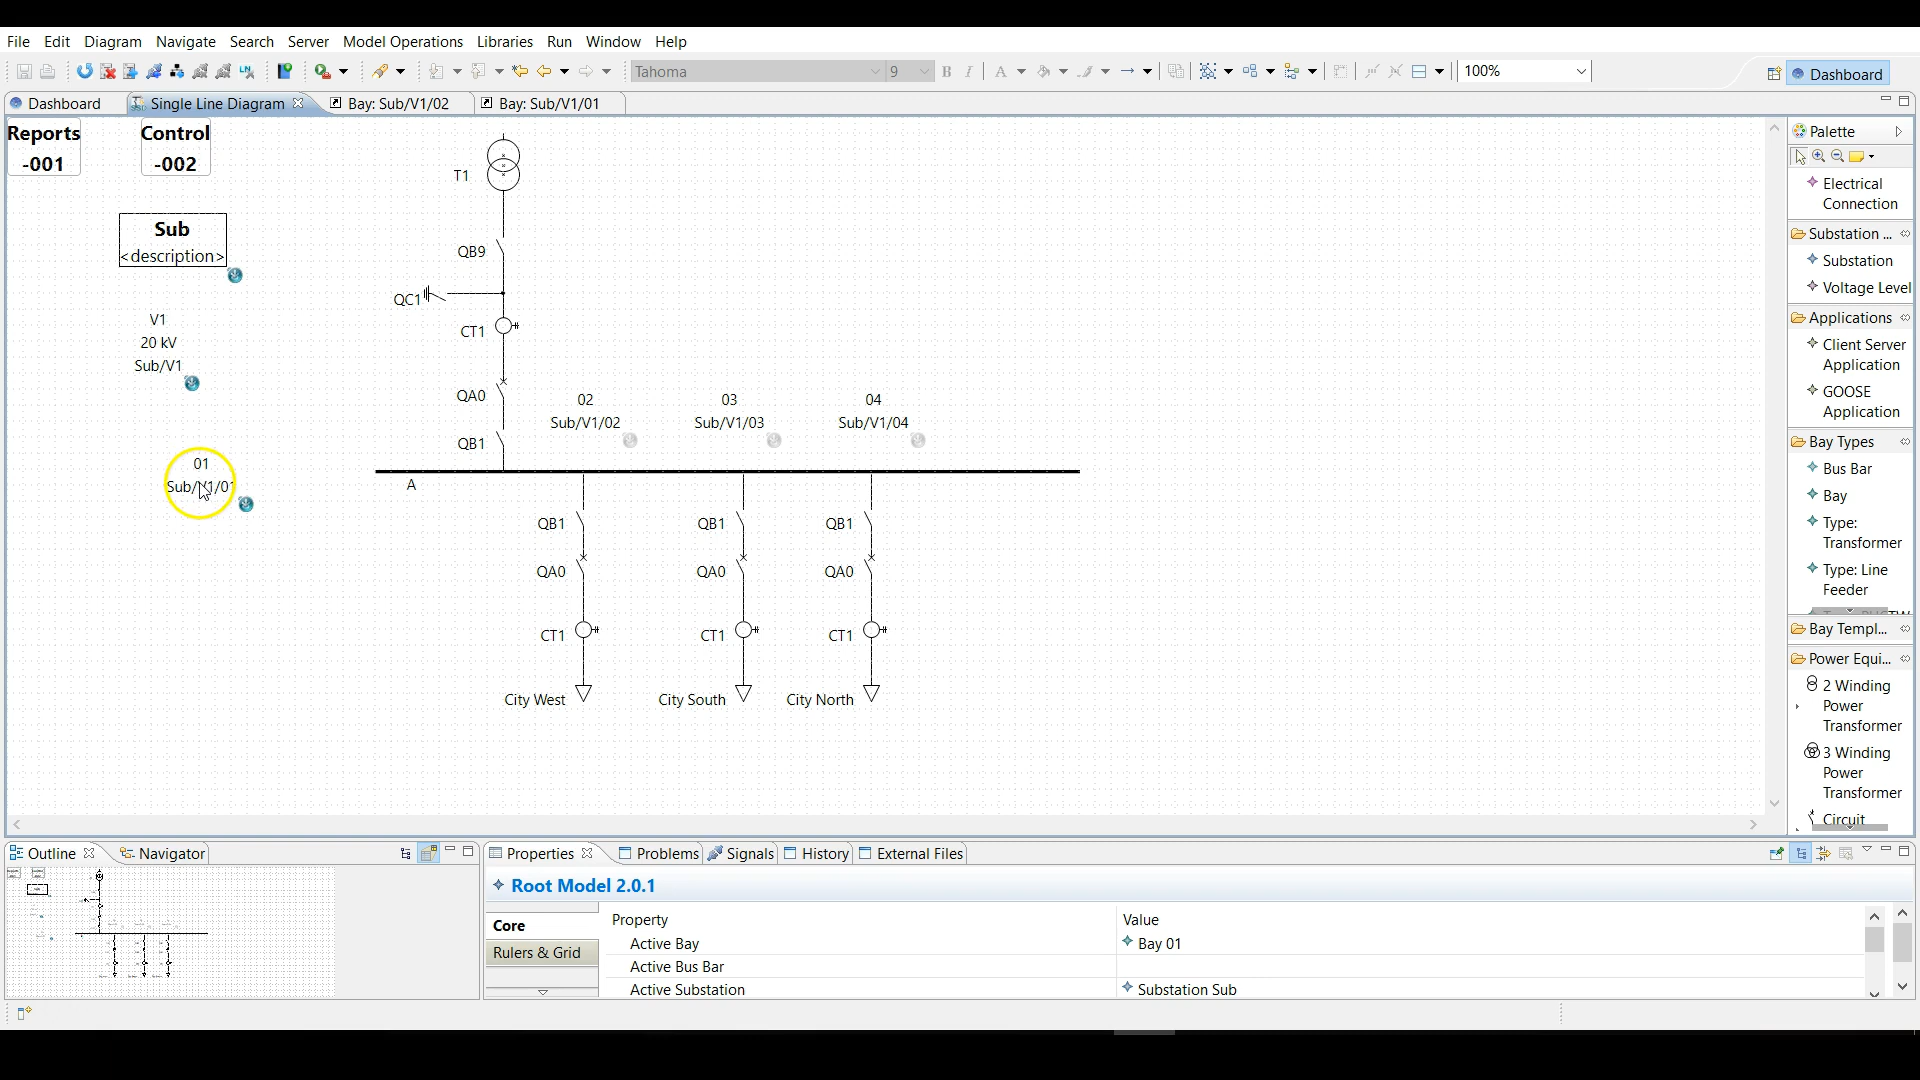 File Edit Diagram Navigate Search Server Model Operations Libraries Run Window Help
Tahoma 9 B I A 100% Dashboard
Dashboard Single Line Diagram Bay: Sub/V1/02 Bay: Sub/V1/01
Reports
-001
Control
-002
Sub
<description>
V1
20 kV
Sub/V1
01
Sub/V1/01
T1
QB9
QC1
CT1
QA0
QB1
02
Sub/V1/02
03
Sub/V1/03
04
Sub/V1/04
A
QB1 QB1 QB1
QA0 QA0 QA0
CT1 CT1 CT1
City West City South City North
Palette
Electrical
Connection
Substation ...
Substation
Voltage Level
Applications
Client Server
Application
GOOSE
Application
Bay Types
Bus Bar
Bay
Type:
Transformer
Type: Line
Feeder
Bay Templ...
Power Equi...
2 Winding
Power
Transformer
3 Winding
Power
Transformer
Circuit
Outline Navigator
Properties Problems Signals History External Files
Root Model 2.0.1
Core
Rulers & Grid
Property Value
Active Bay Bay 01
Active Bus Bar
Active Substation Substation Sub